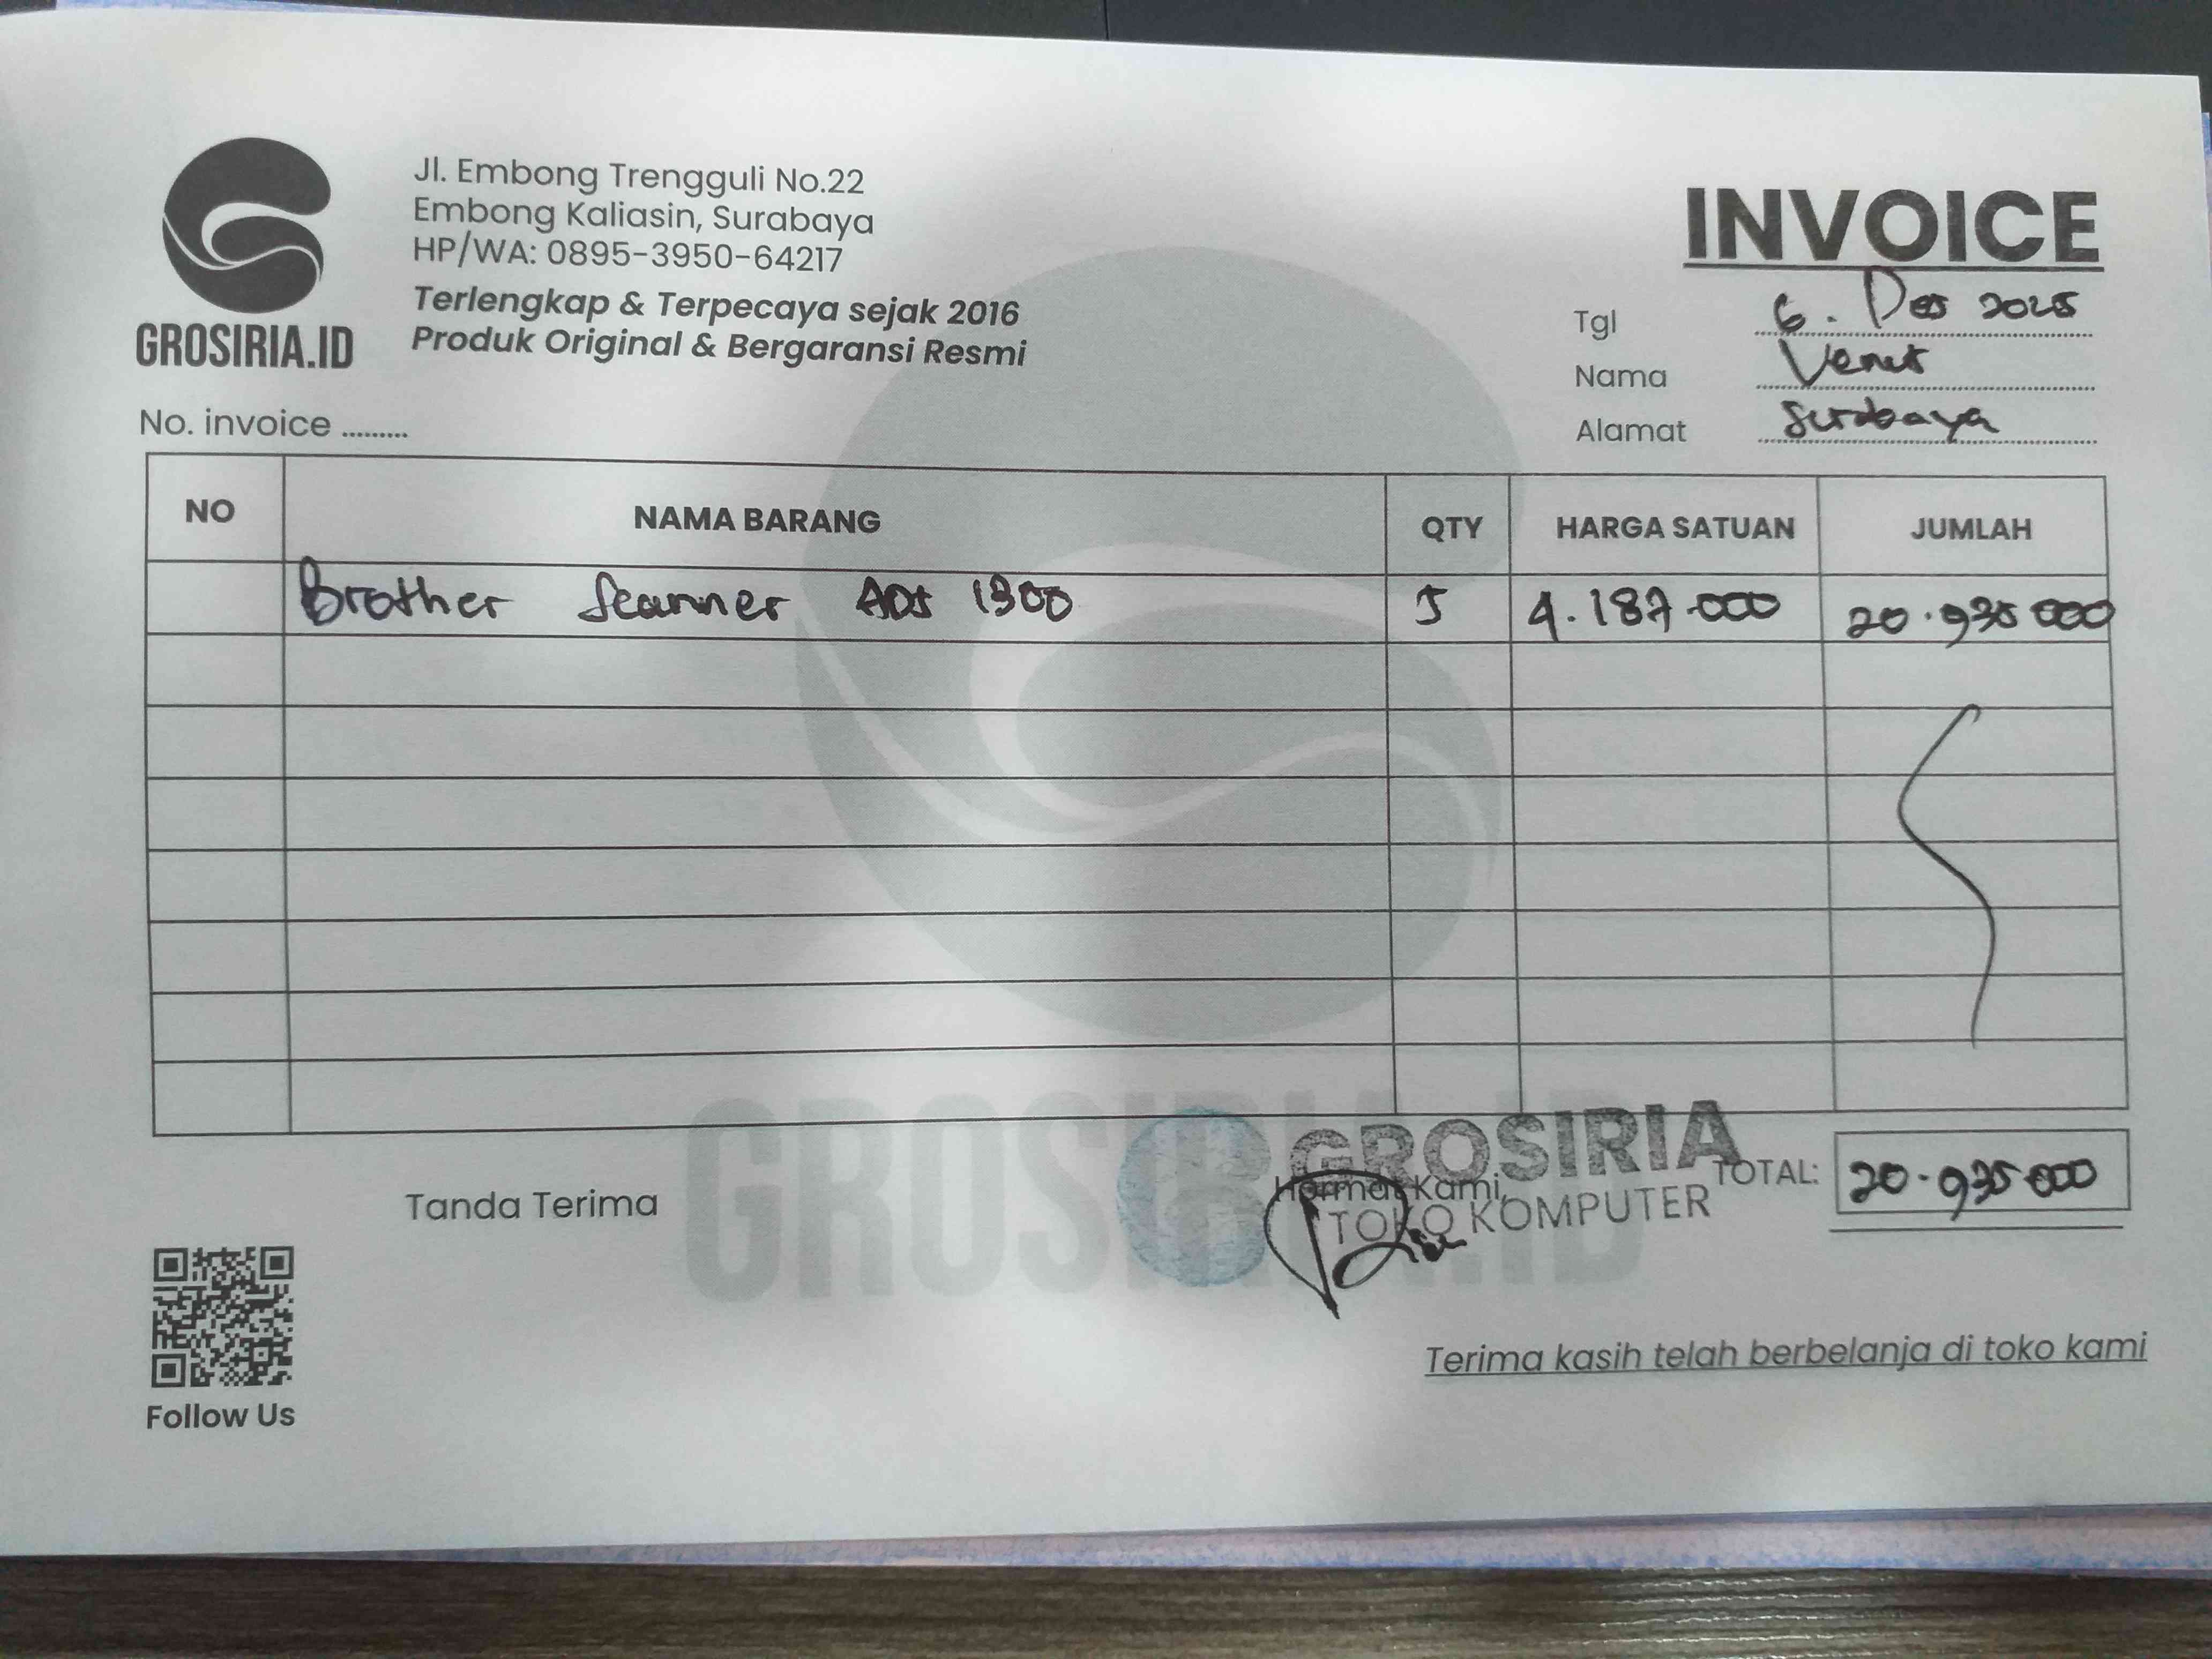 Jl. Embong Trengguli No.22
Embong Kaliasin, Surabaya
HP/WA: 0895-3950-64217
Terlengkap & Terpecaya sejak 2016
Produk Original & Bergaransi Resmi
GROSIRIA.ID
INVOICE
Tgl 6. Des 2025
Nama
Alamat Surabaya
No. invoice .........
NO NAMA BARANG QTY HARGA SATUAN JUMLAH
Brother Scanner ADS 1300 5 4.187.000 20.935.000
GROSIRIA.ID
GROSIRIA
TOKO KOMPUTER
Tanda Terima
Hormat Kami,
TOTAL: 20.935.000
Follow Us
Terima kasih telah berbelanja di toko kami